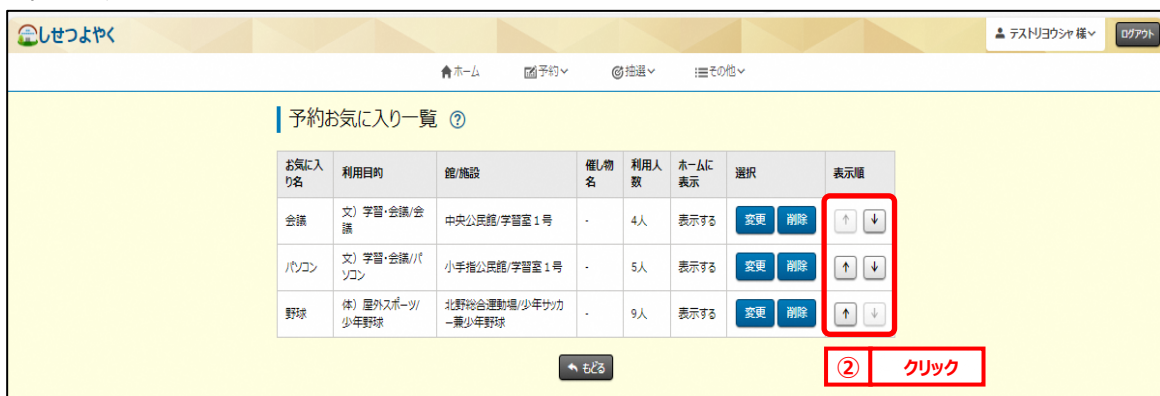 しせつよやく
テストリヨウシャ 様
ログアウト
ホーム 予約 抽選 その他
予約お気に入り一覧 ?
お気に入り名 利用目的 館/施設 催し物名 利用人数 ホームに表示 選択 表示順
会議 文)学習・会議/会議 中央公民館/学習室1号 - 4人 表示する 変更 削除 ↑ ↓
パソコン 文)学習・会議/パソコン 小手指公民館/学習室1号 - 5人 表示する 変更 削除 ↑ ↓
野球 体)屋外スポーツ/少年野球 北野総合運動場/少年サッカー兼少年野球 - 9人 表示する 変更 削除 ↑ ↓
もどる
② クリック